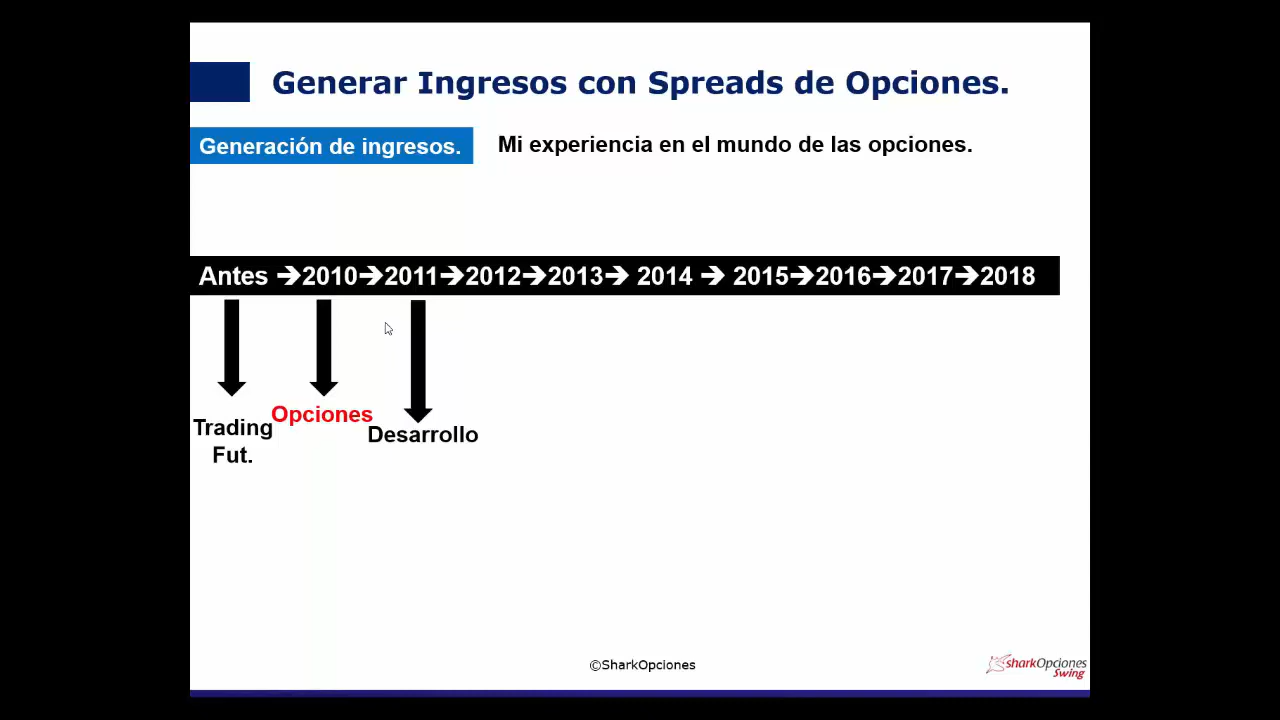 Generar Ingresos con Spreads de Opciones.
Generación de ingresos.
Mi experiencia en el mundo de las opciones.
Antes ➔2010➔2011➔2012➔2013➔ 2014 ➔ 2015➔2016➔2017➔2018
Opciones
Trading
Fut.
Desarrollo
©SharkOpciones
sharkOpciones
Swing